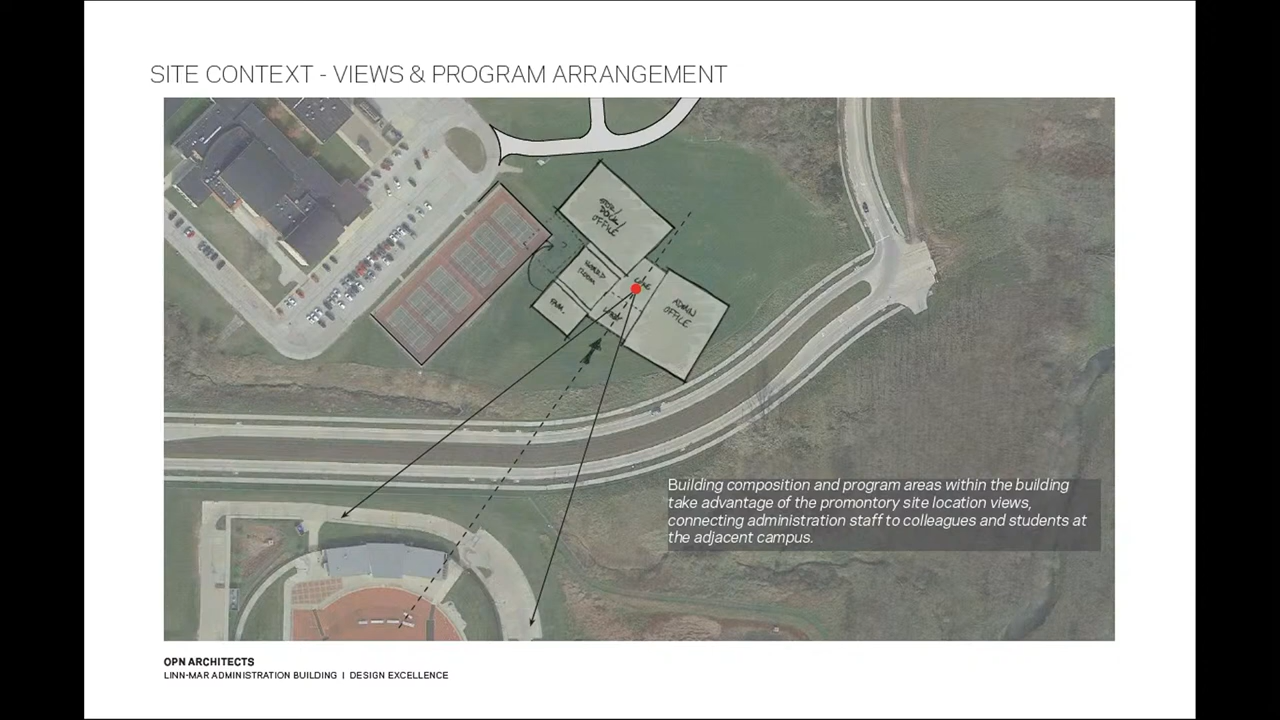 SITE CONTEXT - VIEWS & PROGRAM ARRANGEMENT
OFFICE
BOARD
ROOM
ADMIN
OFFICE
Building composition and program areas within the building
take advantage of the promontory site location views,
connecting administration staff to colleagues and students at
the adjacent campus.
OPN ARCHITECTS
LINN-MAR ADMINISTRATION BUILDING | DESIGN EXCELLENCE